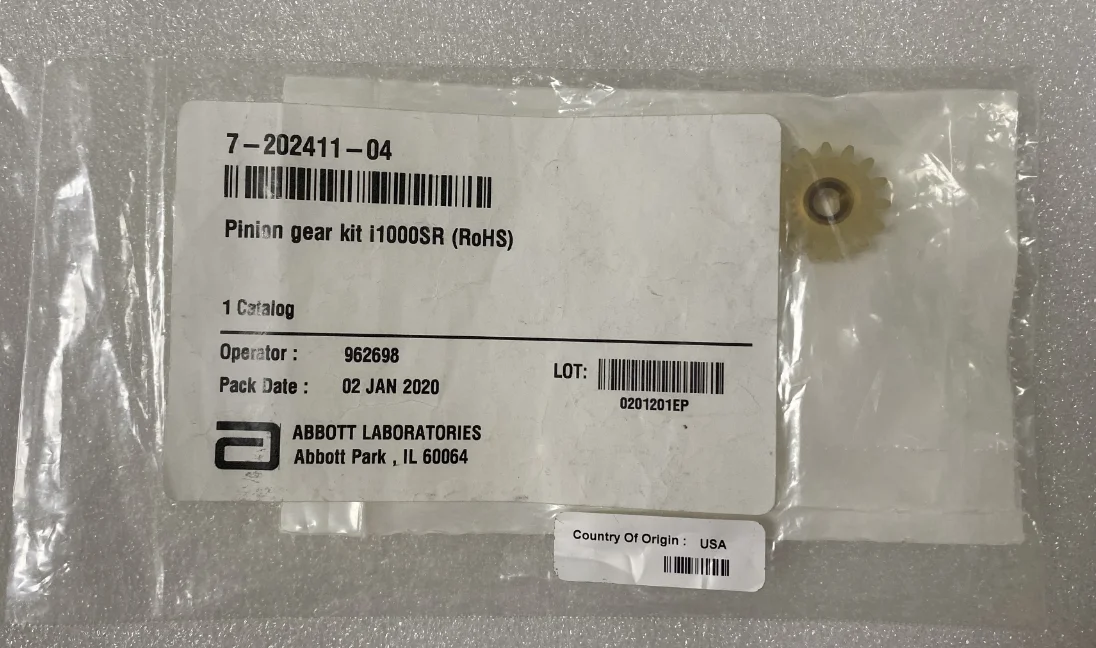 7-202411-04
Pinion gear kit i1000SR (RoHS)
1 Catalog
Operator : 962698
Pack Date : 02 JAN 2020
LOT:
0201201EP
a
ABBOTT LABORATORIES
Abbott Park , IL 60064
Country Of Origin : USA